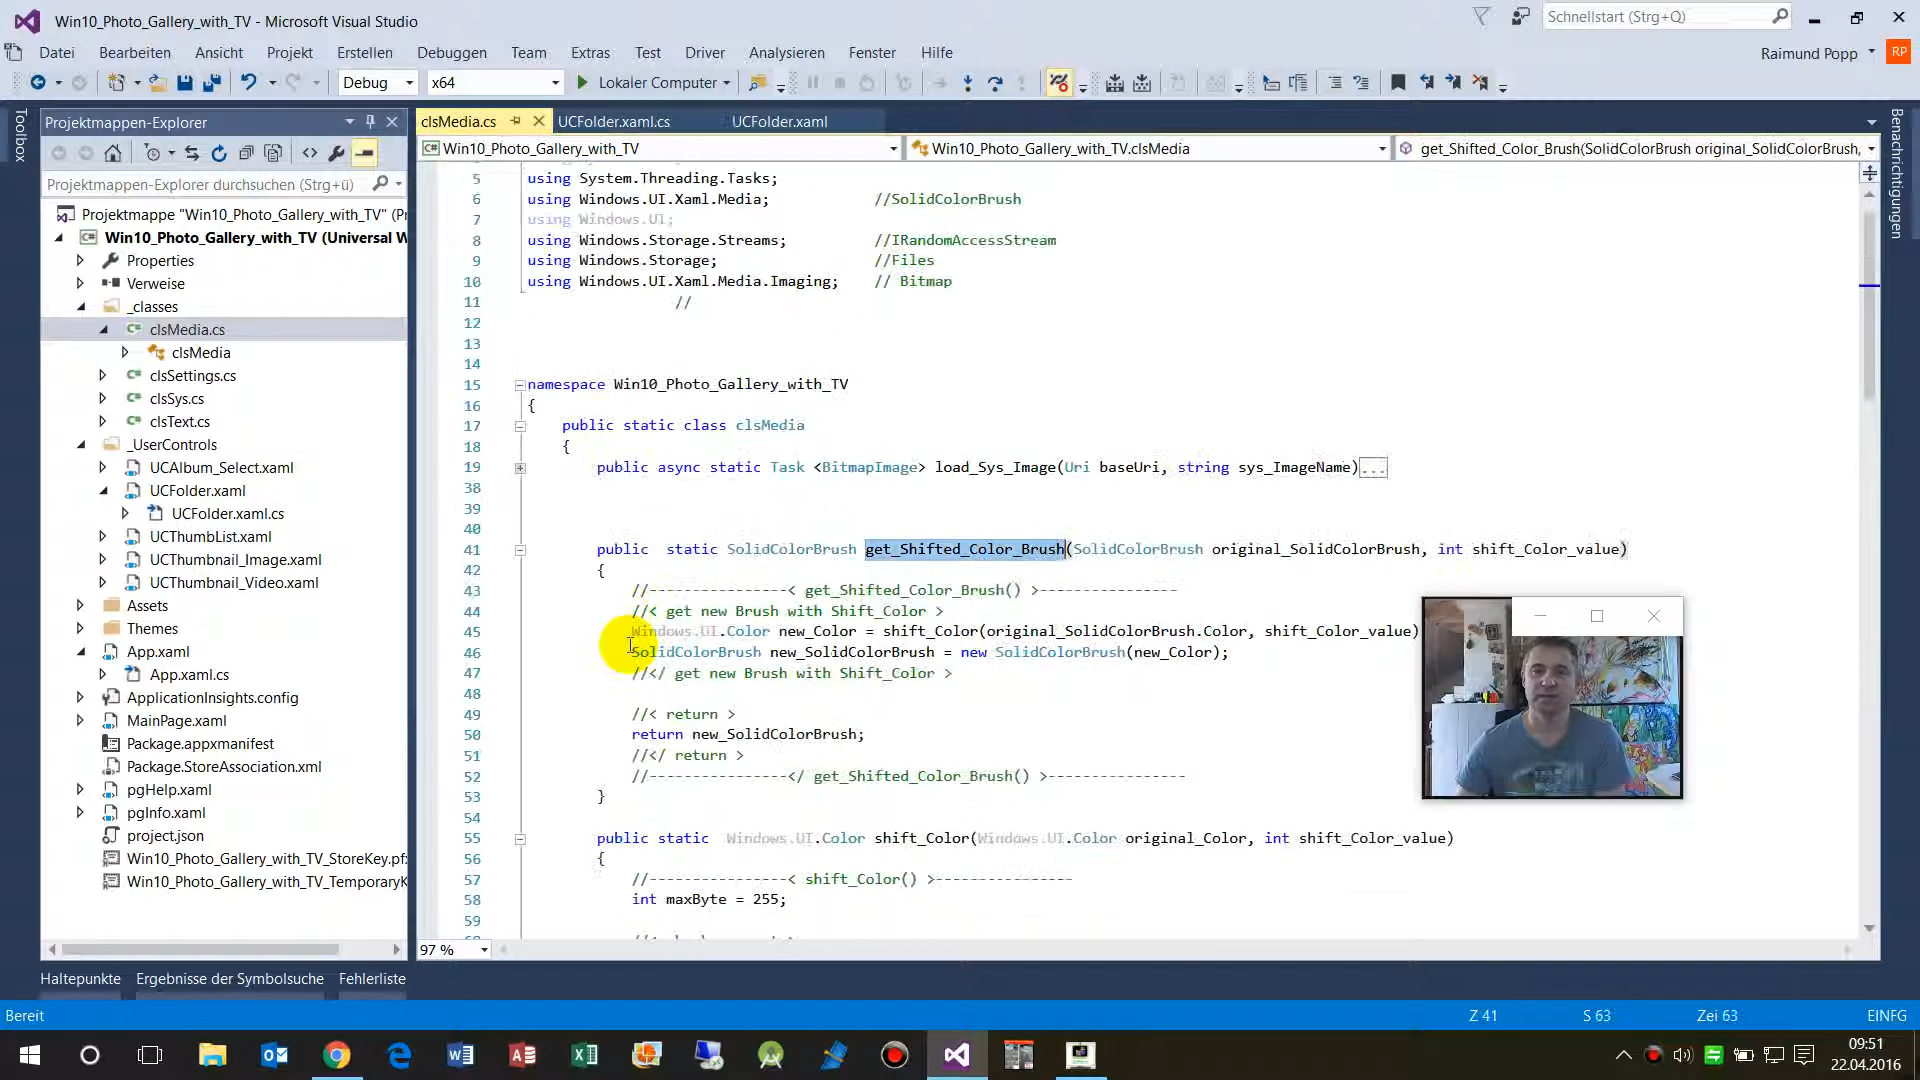 Win10_Photo_Gallery_with_TV - Microsoft Visual Studio
Schnellstart (Strg+Q)
Datei Bearbeiten Ansicht Projekt Erstellen Debuggen Team Extras Test Driver Analysieren Fenster Hilfe
Raimund Popp RP
Debug x64 Lokaler Computer
Toolbox
Projektmappen-Explorer
clsMedia.cs UCFolder.xaml.cs UCFolder.xaml
Benachrichtigungen
C# Win10_Photo_Gallery_with_TV Win10_Photo_Gallery_with_TV.clsMedia get_Shifted_Color_Brush(SolidColorBrush original_SolidColorBrush,
Projektmappen-Explorer durchsuchen (Strg+ü)
Projektmappe "Win10_Photo_Gallery_with_TV" (Pr
C# Win10_Photo_Gallery_with_TV (Universal W
Properties
Verweise
_classes
C# clsMedia.cs
clsMedia
C# clsSettings.cs
C# clsSys.cs
C# clsText.cs
_UserControls
UCAlbum_Select.xaml
UCFolder.xaml
UCFolder.xaml.cs
UCThumbList.xaml
UCThumbnail_Image.xaml
UCThumbnail_Video.xaml
Assets
Themes
App.xaml
App.xaml.cs
ApplicationInsights.config
MainPage.xaml
Package.appxmanifest
Package.StoreAssociation.xml
pgHelp.xaml
pgInfo.xaml
project.json
Win10_Photo_Gallery_with_TV_StoreKey.pfx
Win10_Photo_Gallery_with_TV_TemporaryK
5 using System.Threading.Tasks;
6 using Windows.UI.Xaml.Media; //SolidColorBrush
7 using Windows.UI;
8 using Windows.Storage.Streams; //IRandomAccessStream
9 using Windows.Storage; //Files
10 using Windows.UI.Xaml.Media.Imaging; // Bitmap
11 //
12
13
14
15 namespace Win10_Photo_Gallery_with_TV
16 {
17 public static class clsMedia
18 {
19 public async static Task <BitmapImage> load_Sys_Image(Uri baseUri, string sys_ImageName)...
38
39
40
41 public  static SolidColorBrush get_Shifted_Color_Brush(SolidColorBrush original_SolidColorBrush, int shift_Color_value)
42 {
43 //----------------< get_Shifted_Color_Brush() >----------------
44 //< get new Brush with Shift_Color >
45 Windows.UI.Color new_Color = shift_Color(original_SolidColorBrush.Color, shift_Color_value)
46 SolidColorBrush new_SolidColorBrush = new SolidColorBrush(new_Color);
47 //</ get new Brush with Shift_Color >
48
49 //< return >
50 return new_SolidColorBrush;
51 //</ return >
52 //----------------</ get_Shifted_Color_Brush() >----------------
53 }
54
55 public static  Windows.UI.Color shift_Color(Windows.UI.Color original_Color, int shift_Color_value)
56 {
57 //----------------< shift_Color() >----------------
58 int maxByte = 255;
59
97 %
Haltepunkte Ergebnisse der Symbolsuche Fehlerliste
Bereit Z 41 S 63 Zei 63 EINFG
09:51
22.04.2016